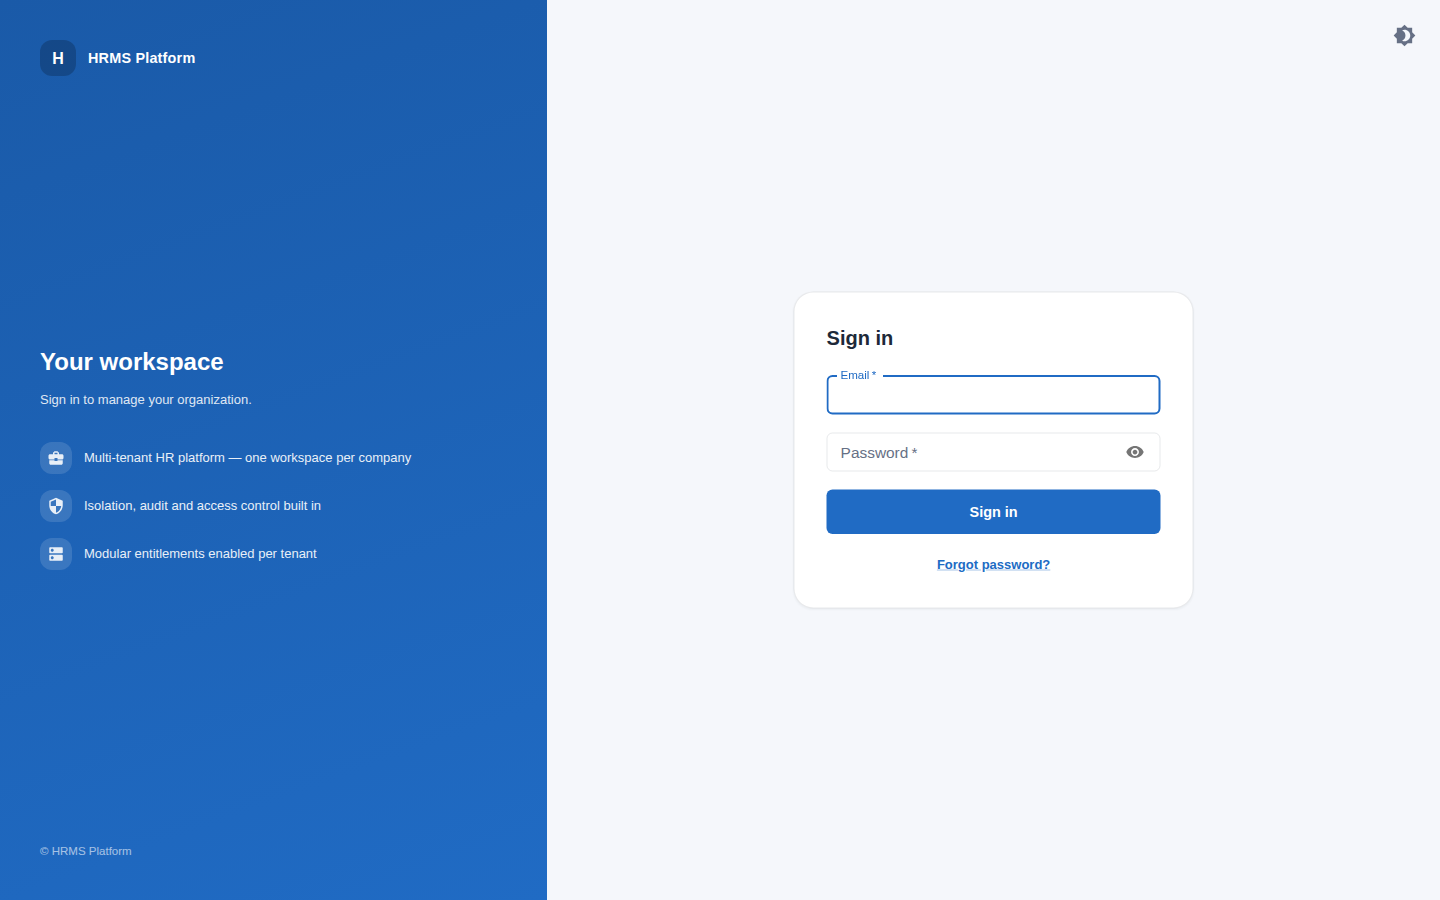 H
HRMS Platform
Your workspace
Sign in to manage your organization.
Multi-tenant HR platform — one workspace per company
Isolation, audit and access control built in
Modular entitlements enabled per tenant
© HRMS Platform
Sign in
Email *
Password *
Sign in
Forgot password?